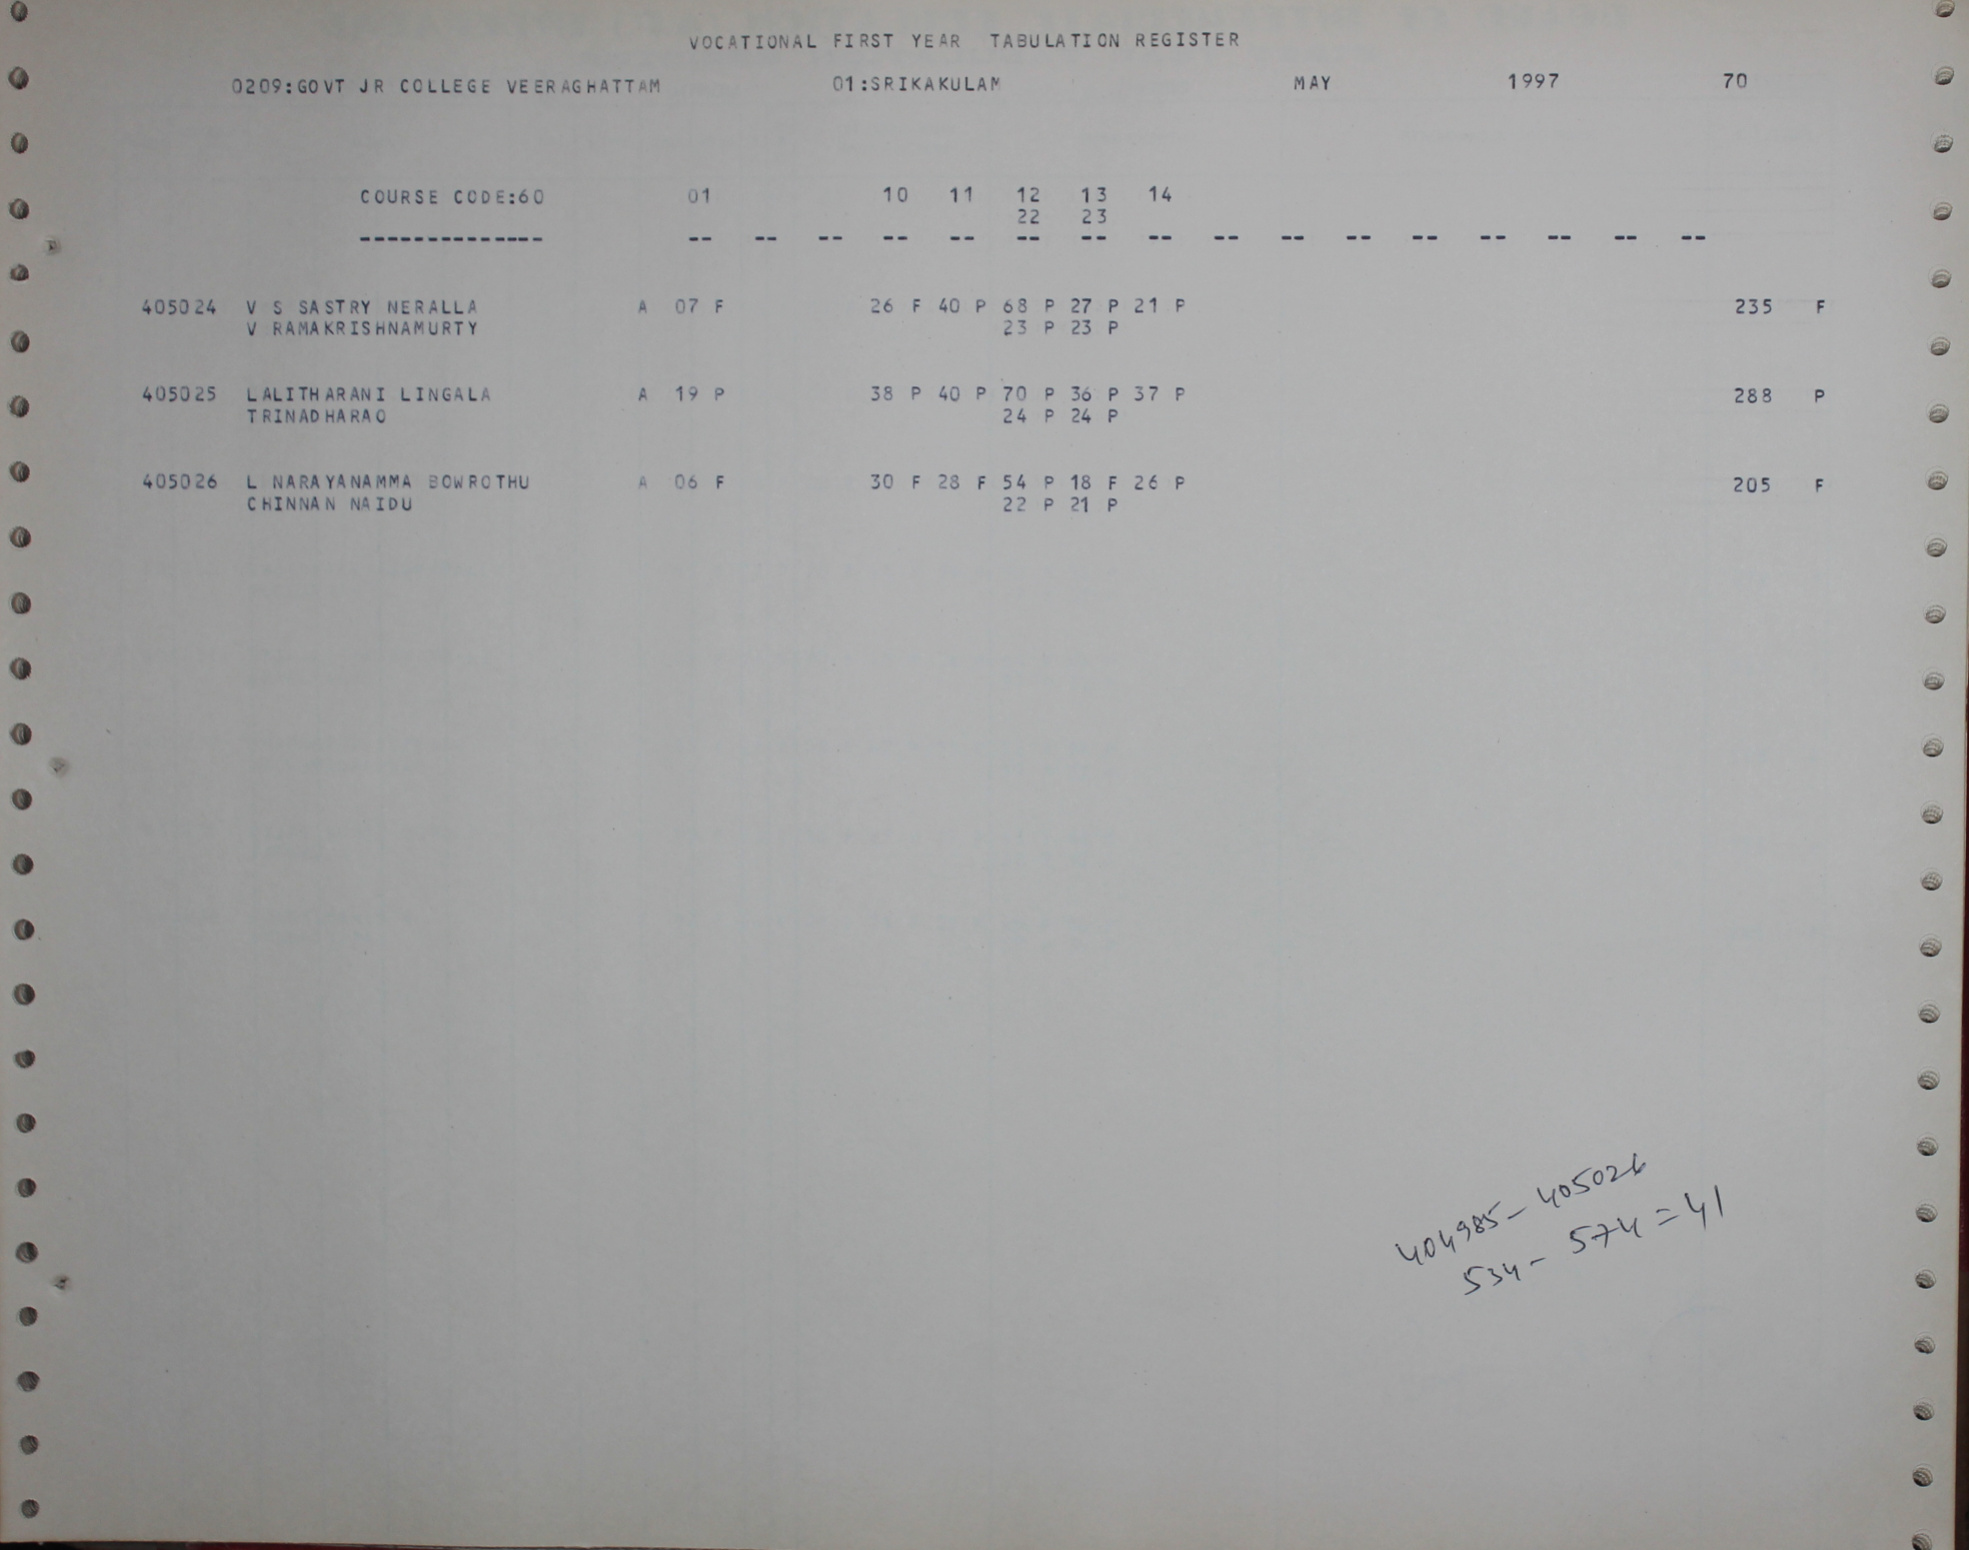 VOCATIONAL FIRST YEAR TABULATION REGISTER
0209:GOVT JR COLLEGE VEERAGHATTAM 01:SRIKAKULAM MAY 1997 70
COURSE CODE:60 01 10 11 12 13 14
22 23
-------------- -- -- -- -- -- -- -- -- -- -- -- -- -- -- -- --
405024 V S SASTRY NERALLA A 07 F 26 F 40 P 68 P 27 P 21 P 235 F
V RAMAKRISHNAMURTY 23 P 23 P
405025 LALITHARANI LINGALA A 19 P 38 P 40 P 70 P 36 P 37 P 288 P
TRINADHARAO 24 P 24 P
405026 L NARAYANAMMA BOWROTHU A 06 F 30 F 28 F 54 P 18 F 26 P 205 F
CHINNAN NAIDU 22 P 21 P
404985 - 405026
534 - 574 = 41